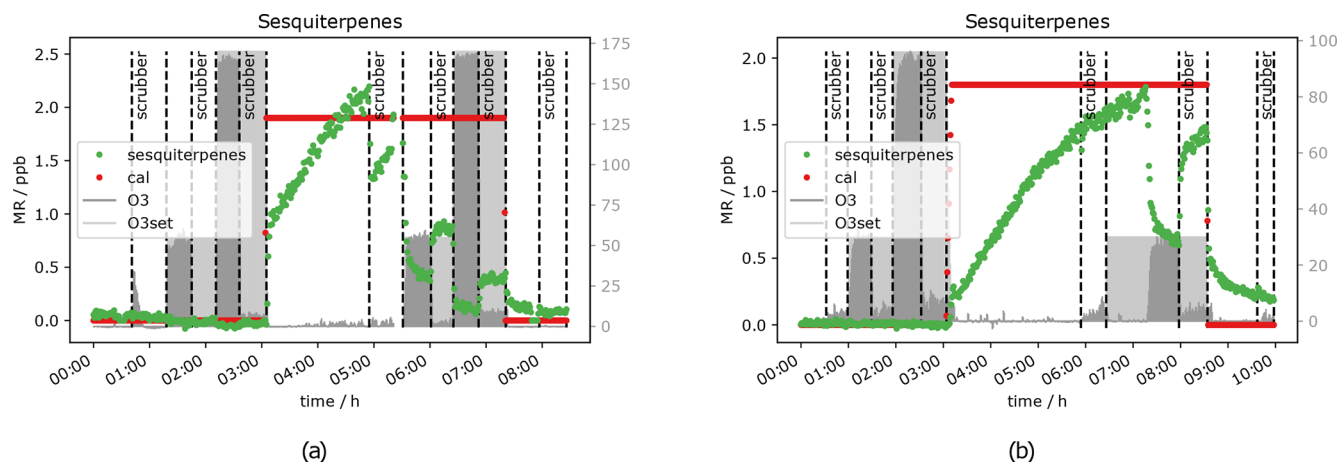 Sesquiterpenes
MR / ppb
2.5
2.0
1.5
1.0
0.5
0.0
175
150
125
100
75
50
25
0
scrubber
scrubber
scrubber
scrubber
scrubber
scrubber
scrubber
sesquiterpenes
cal
O3
O3set
00:00
01:00
02:00
03:00
04:00
05:00
06:00
07:00
08:00
time / h
(a)
Sesquiterpenes
MR / ppb
2.0
1.5
1.0
0.5
0.0
100
80
60
40
20
0
scrubber
scrubber
scrubber
scrubber
scrubber
scrubber
sesquiterpenes
cal
O3
O3set
00:00
01:00
02:00
03:00
04:00
05:00
06:00
07:00
08:00
09:00
10:00
time / h
(b)